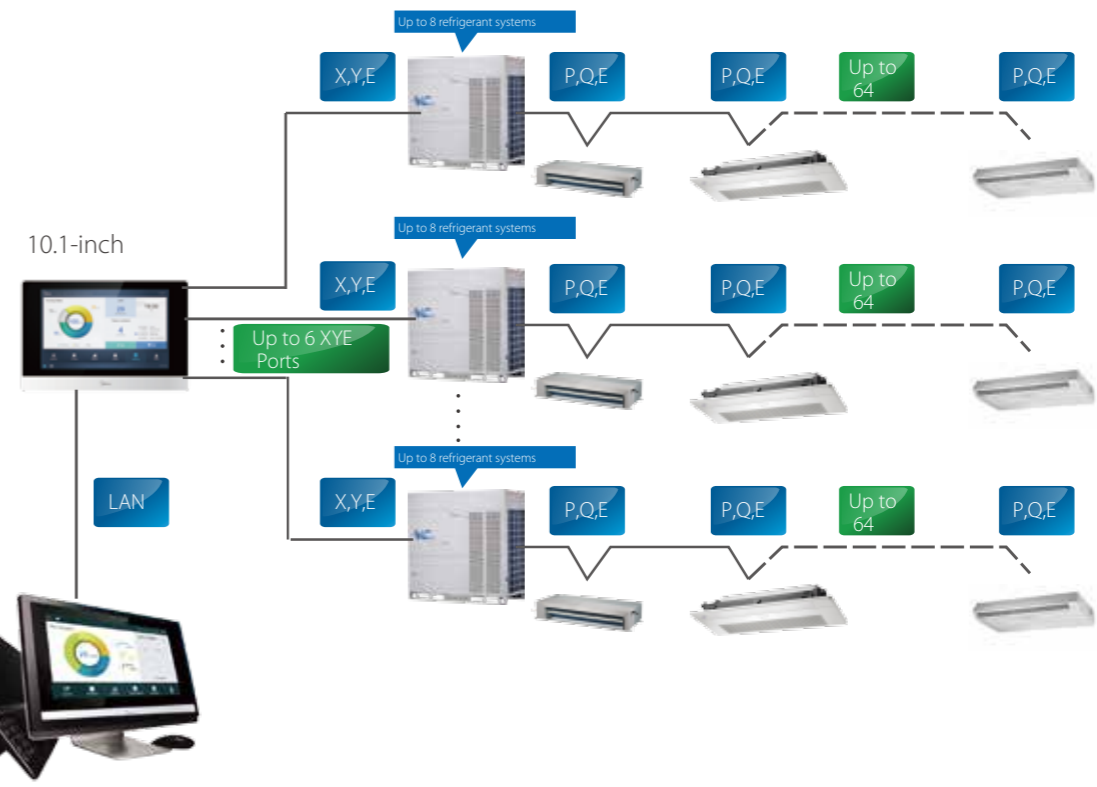 Up to 8 refrigerant systems
X,Y,E
P,Q,E
P,Q,E
Up to
64
P,Q,E
10.1-inch
Up to 8 refrigerant systems
X,Y,E
P,Q,E
P,Q,E
Up to
64
P,Q,E
Up to 6 XYE
Ports
Up to 8 refrigerant systems
LAN
X,Y,E
P,Q,E
P,Q,E
Up to
64
P,Q,E